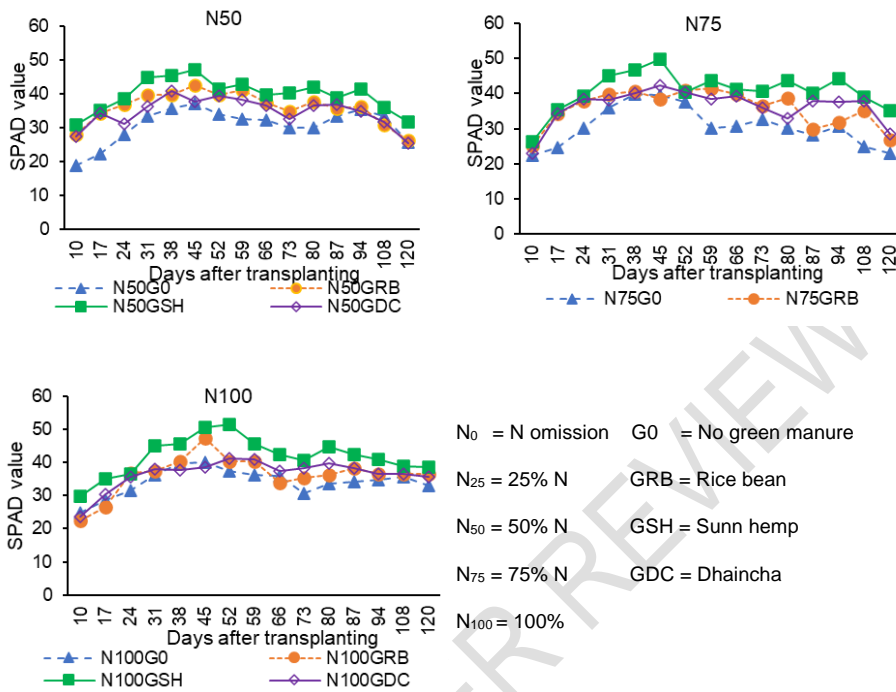 N50
SPAD value
60
50
40
30
20
10
0
10 17 24 31 38 45 52 59 66 73 80 87 94 108 120
Days after transplanting
N50G0 N50GRB
N50GSH N50GDC
N75
SPAD value
60
50
40
30
20
10
0
10 17 24 31 38 45 52 59 66 73 80 87 94 108 120
Days after transplanting
N75G0 N75GRB
N100
SPAD value
60
50
40
30
20
10
0
10 17 24 31 38 45 52 59 66 73 80 87 94 108 120
Days after transplanting
N100G0 N100GRB
N100GSH N100GDC
N0 = N omission G0 = No green manure
N25 = 25% N GRB = Rice bean
N50 = 50% N GSH = Sunn hemp
N75 = 75% N GDC = Dhaincha
N100 = 100%
ER REVIEW